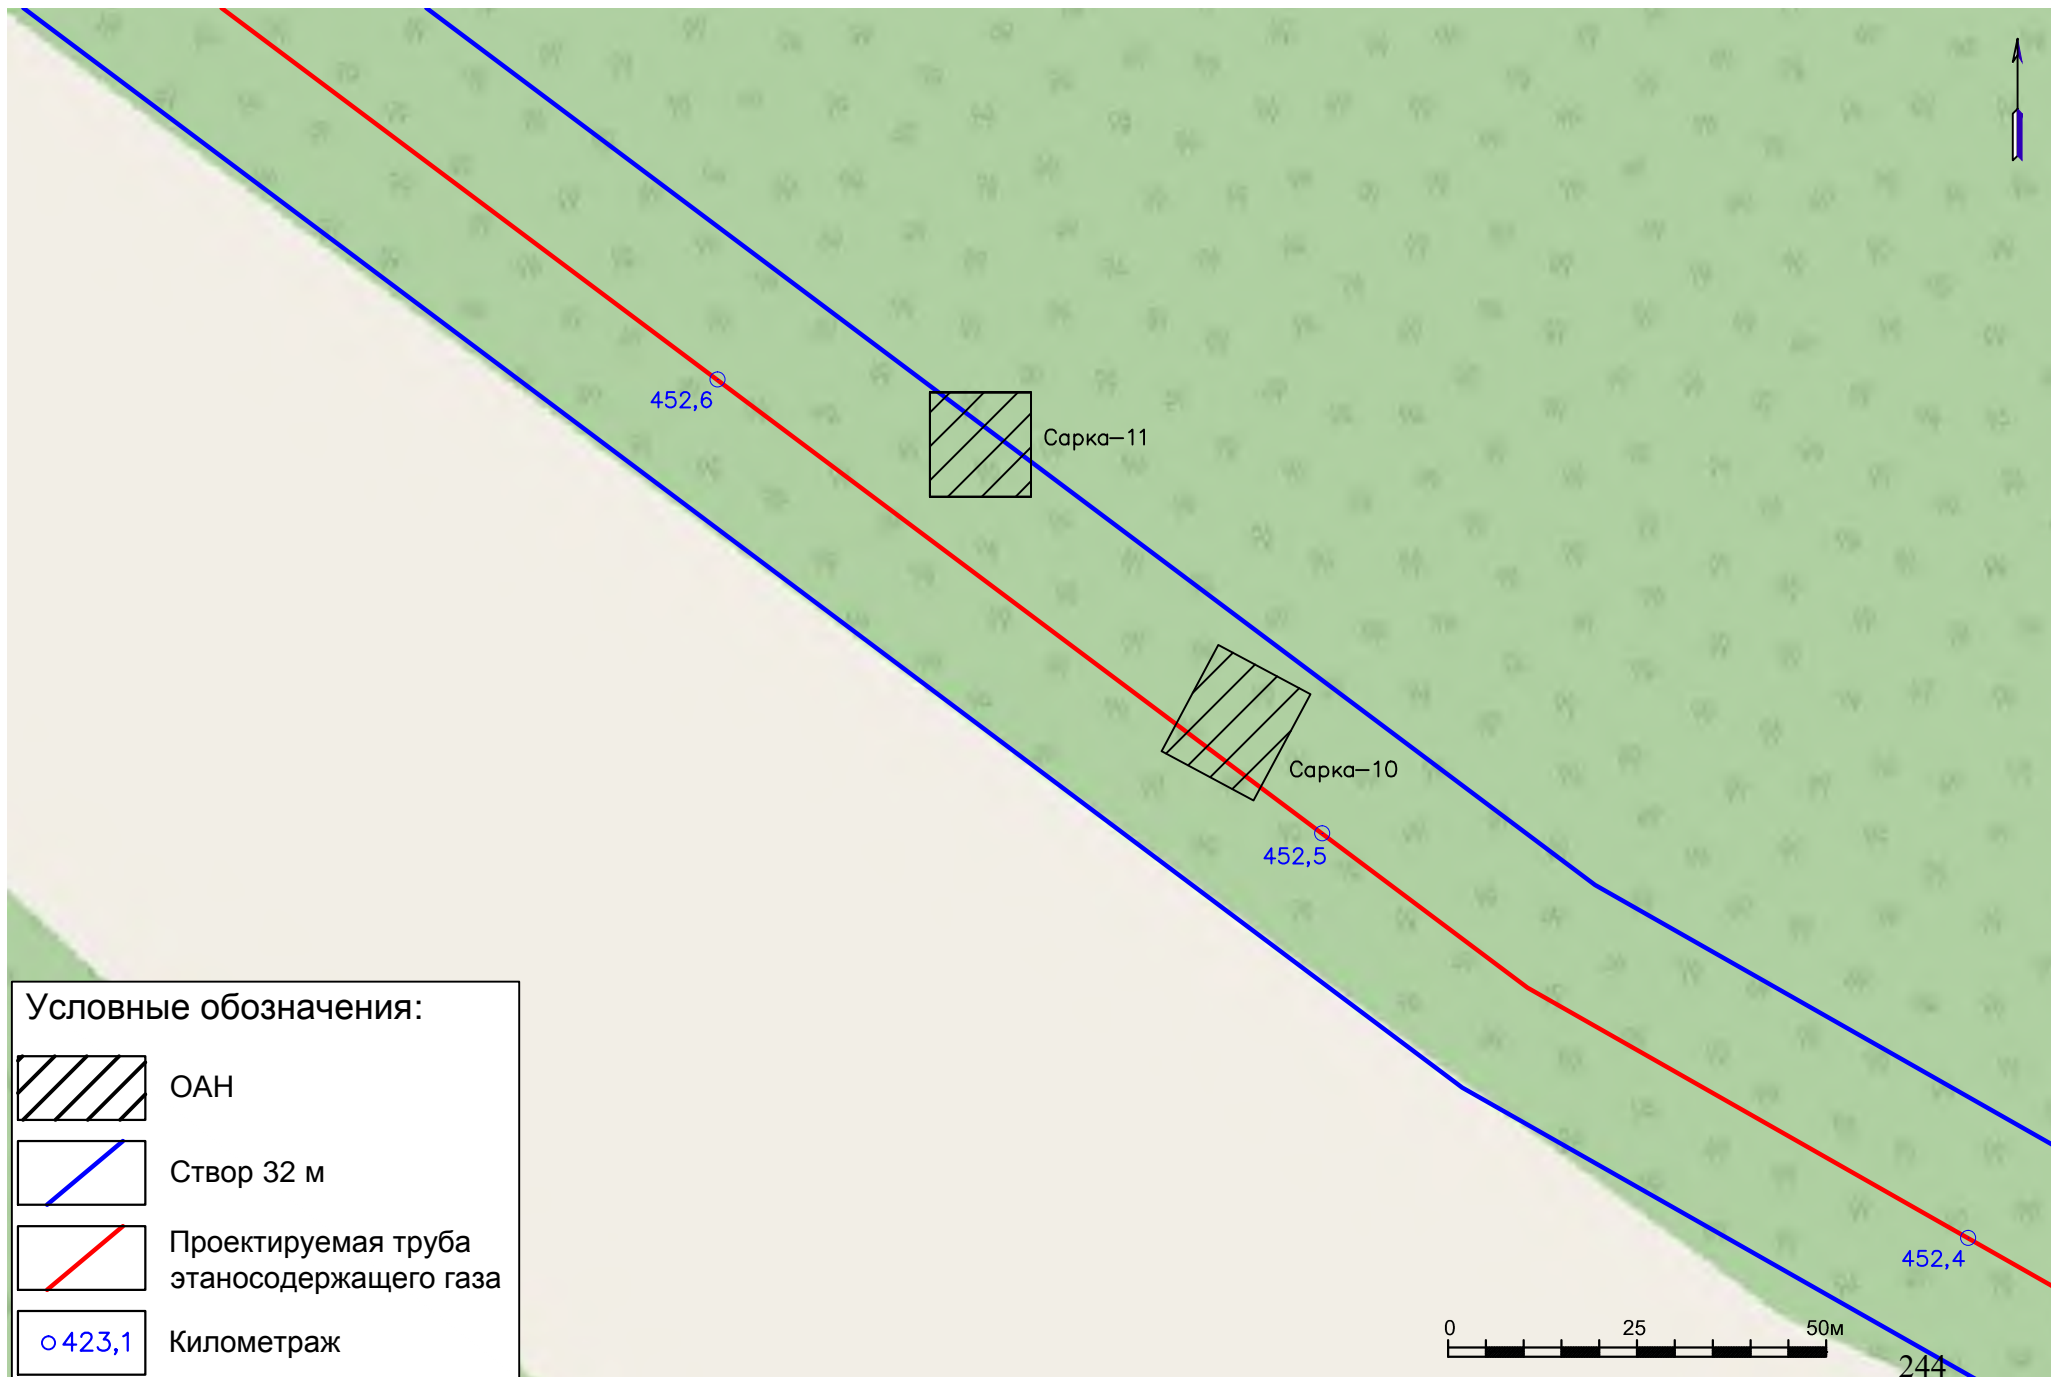 452,6
Сарка-11
Сарка-10
452,5
452,4
Условные обозначения:
ОАН
Створ 32 м
Проектируемая труба
этаносодержащего газа
423,1
Километраж
0 25 50м
244